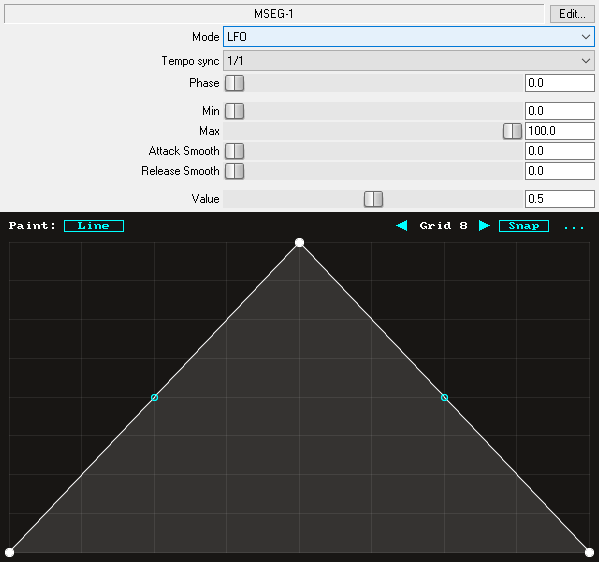 MSEG-1 Edit...
Mode LFO
Tempo sync 1/1
Phase 0.0
Min 0.0
Max 100.0
Attack Smooth 0.0
Release Smooth 0.0
Value 0.5
Paint: Line Grid 8 Snap ...